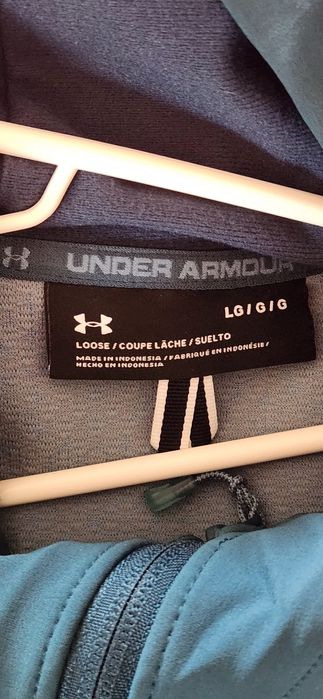 UNDER ARMOUR
LG / G / G
LOOSE / COUPE LÂCHE / SUELTO
MADE IN INDONESIA / FABRIQUÉ EN INDONÉSIE /
HECHO EN INDONESIA